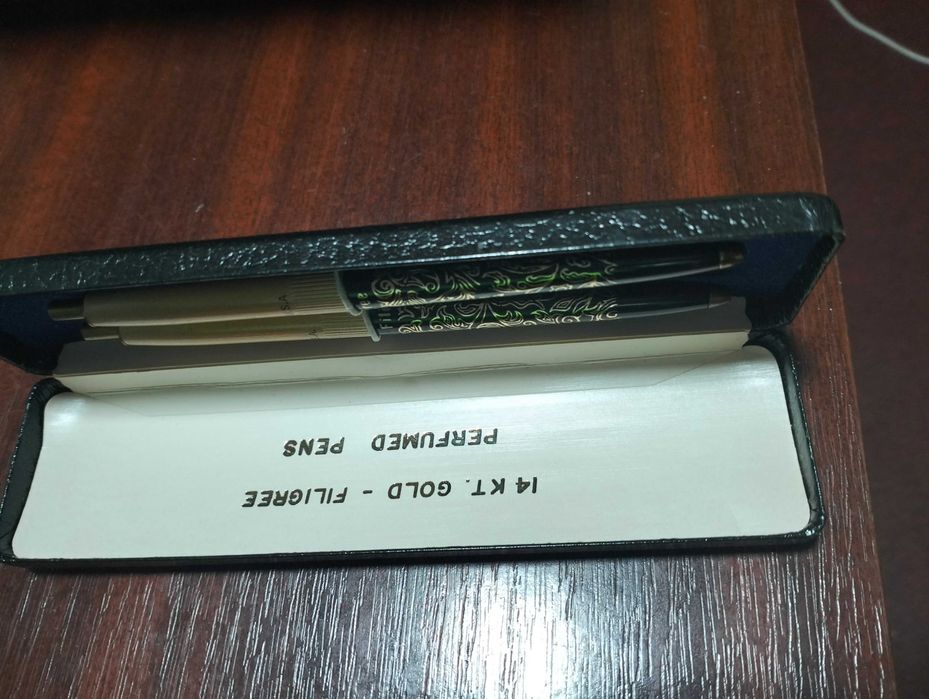 14 KT. GOLD - FILIGREE
PERFUMED PENS